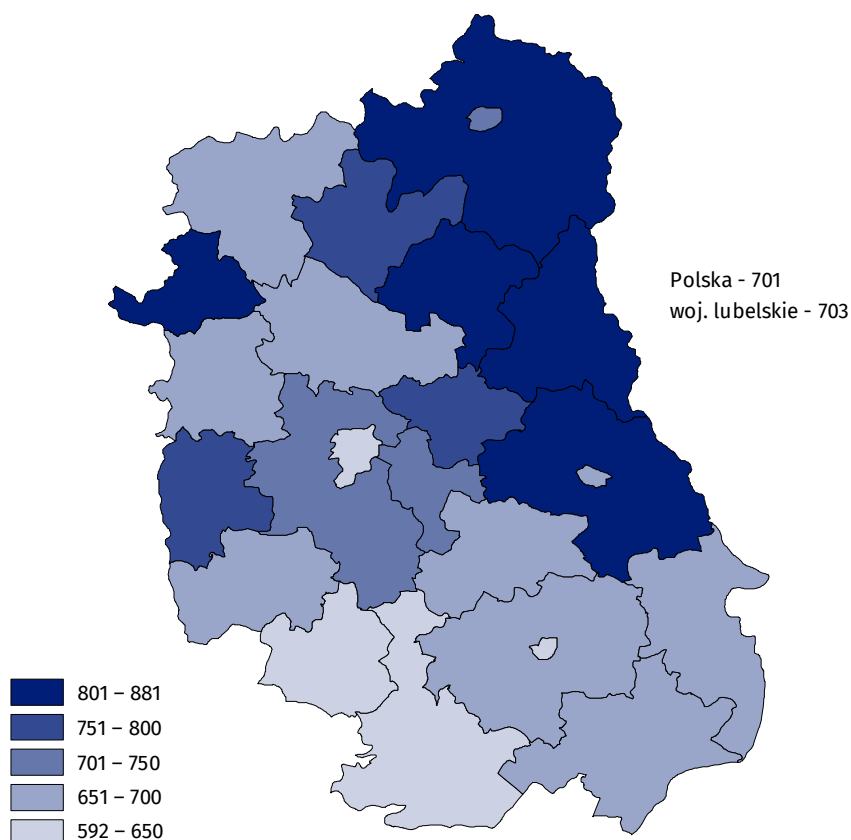 Polska - 701
woj. lubelskie - 703
801 – 881
751 – 800
701 – 750
651 – 700
592 – 650